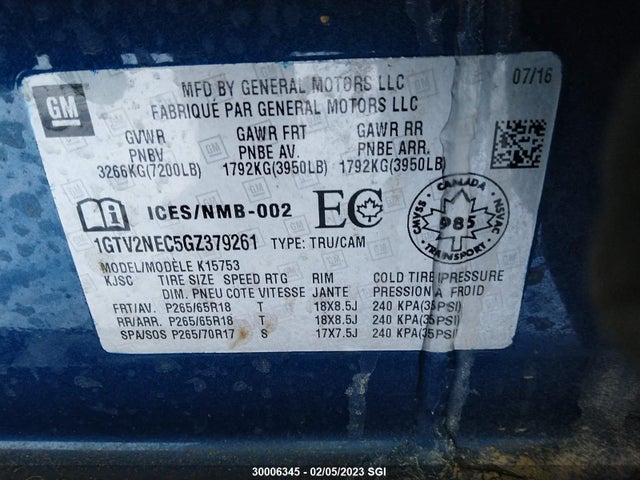 GM
MFD BY GENERAL MOTORS LLC
07/16
FABRIQUÉ PAR GENERAL MOTORS LLC
GVWR GAWR FRT GAWR RR
PNBV PNBE AV. PNBE ARR.
3266KG(7200LB) 1792KG(3950LB) 1792KG(3950LB)
ICES/NMB-002 EC
CANADA
CMVSS 985 NSVAC
TRANSPORT
1GTV2NEC5GZ379261 TYPE: TRU/CAM
MODEL/MODÈLE K15753
KJSC TIRE SIZE SPEED RTG RIM COLD TIRE PRESSURE
DIM. PNEU COTE VITESSE JANTE PRESSION A FROID
FRT/AV. P265/65R18 T 18X8.5J 240 KPA(35PSI)
RR/ARR. P265/65R18 T 18X8.5J 240 KPA(35PSI)
SPA/SOS P265/70R17 S 17X7.5J 240 KPA(35PSI)
30006345 - 02/05/2023 SGI